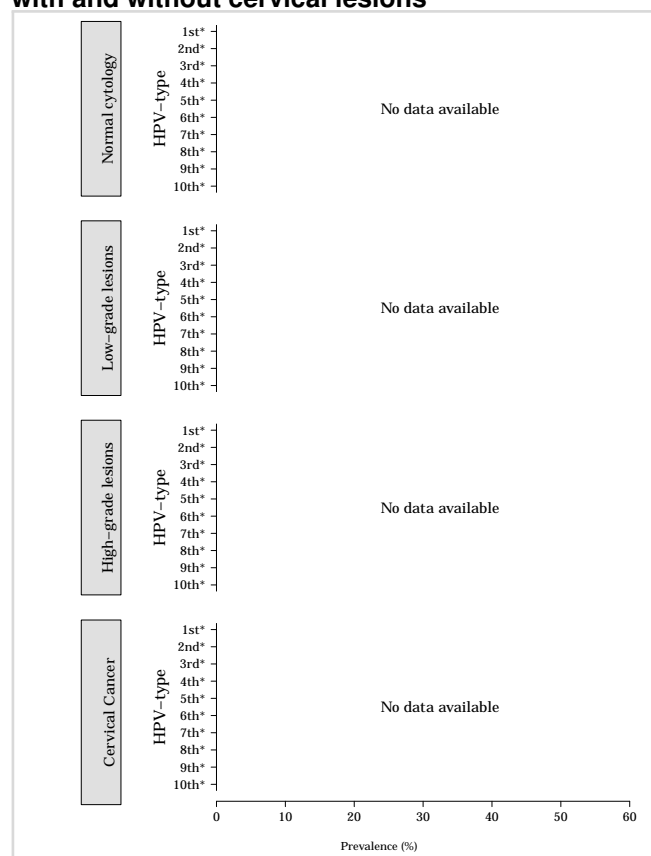 with and without cervical lesions
Normal cytology
HPV−type
1st*
2nd*
3rd*
4th*
5th*
6th*
7th*
8th*
9th*
10th*
No data available
Low−grade lesions
HPV−type
1st*
2nd*
3rd*
4th*
5th*
6th*
7th*
8th*
9th*
10th*
No data available
High−grade lesions
HPV−type
1st*
2nd*
3rd*
4th*
5th*
6th*
7th*
8th*
9th*
10th*
No data available
Cervical Cancer
HPV−type
1st*
2nd*
3rd*
4th*
5th*
6th*
7th*
8th*
9th*
10th*
No data available
0 10 20 30 40 50 60
Prevalence (%)